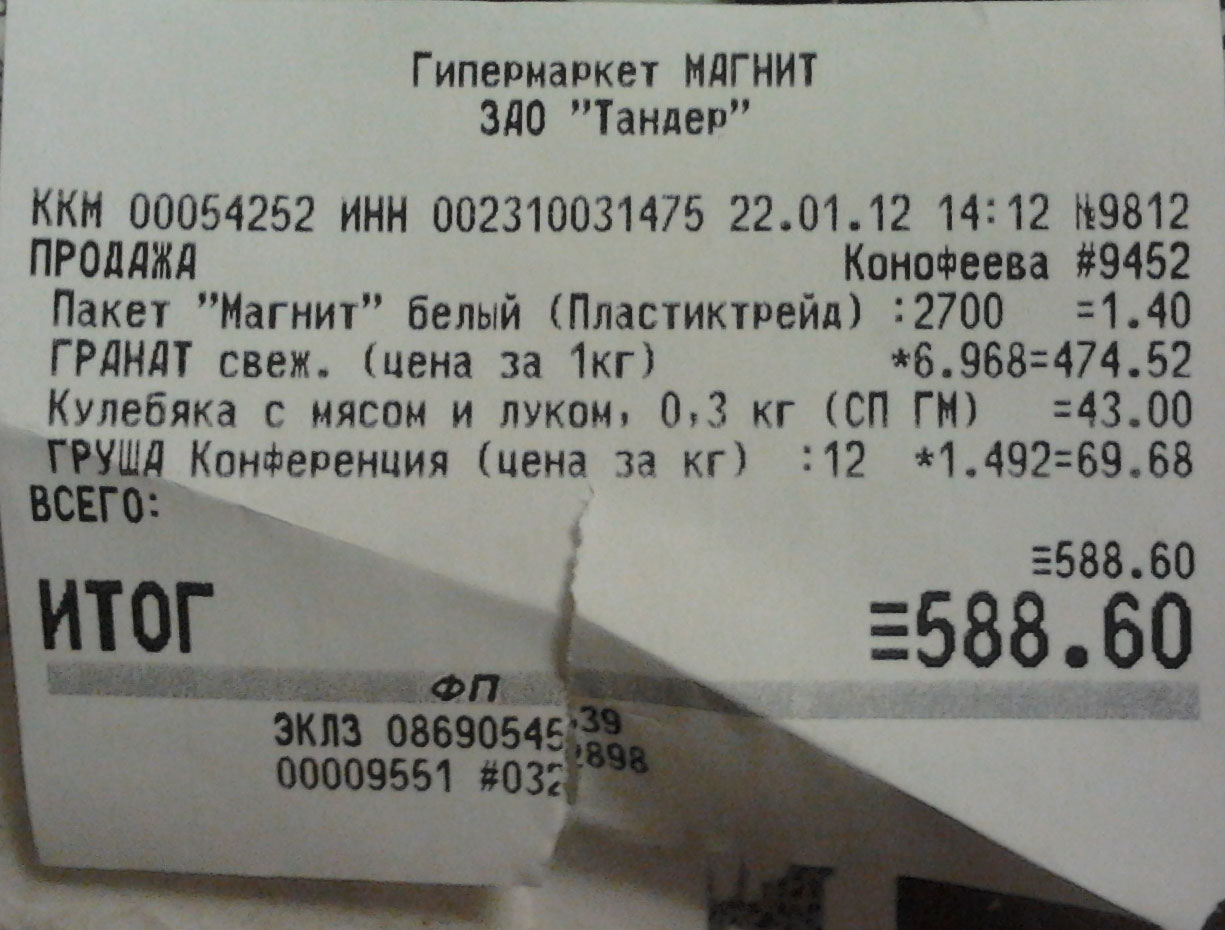 Гипермаркет МАГНИТ
ЗАО "Тандер"
ККМ 00054252 ИНН 002310031475 22.01.12 14:12 №9812
ПРОДАЖА Конофеева #9452
Пакет "Магнит" белый (Пластиктрейд) :2700 =1.40
ГРАНАТ свеж. (цена за 1кг) *6.968=474.52
Кулебяка с мясом и луком, 0,3 кг (СП ГМ) =43.00
ГРУША Конференция (цена за кг) :12 *1.492=69.68
ВСЕГО:
≡588.60
ИТОГ ≡588.60
ФП
ЭКЛЗ
00009551